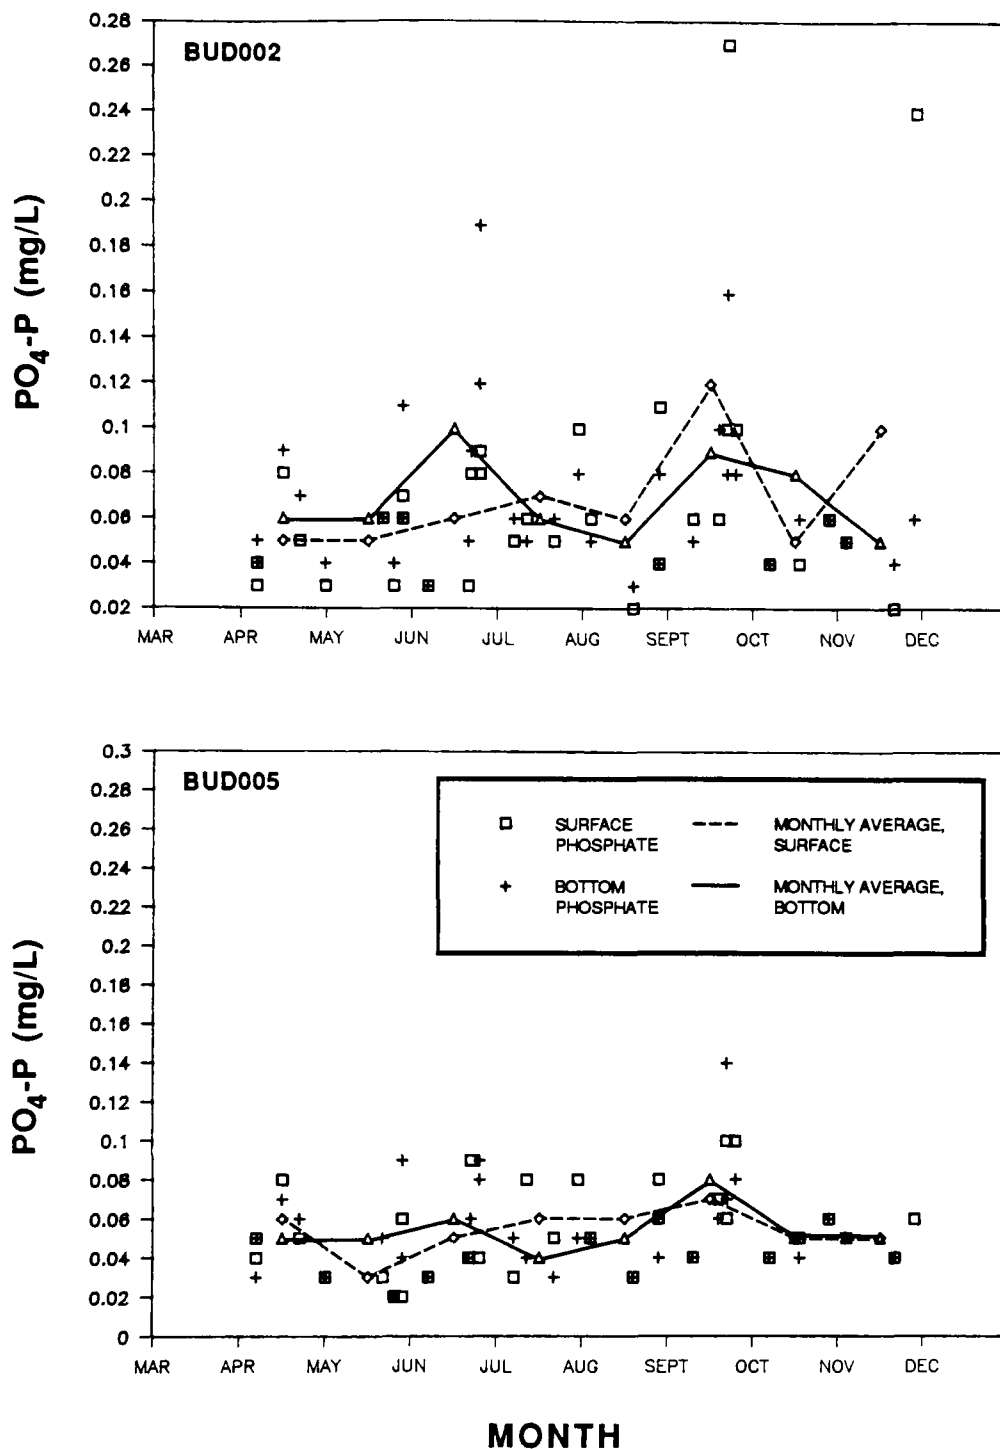 BUD002
PO4-P (mg/L)
0.28
0.26
0.24
0.22
0.2
0.18
0.16
0.14
0.12
0.1
0.08
0.06
0.04
0.02
MAR APR MAY JUN JUL AUG SEPT OCT NOV DEC
BUD005
PO4-P (mg/L)
0.3
0.28
0.26
0.24
0.22
0.2
0.18
0.16
0.14
0.12
0.1
0.08
0.06
0.04
0.02
0
SURFACE PHOSPHATE
MONTHLY AVERAGE, SURFACE
BOTTOM PHOSPHATE
MONTHLY AVERAGE, BOTTOM
MAR APR MAY JUN JUL AUG SEPT OCT NOV DEC
MONTH